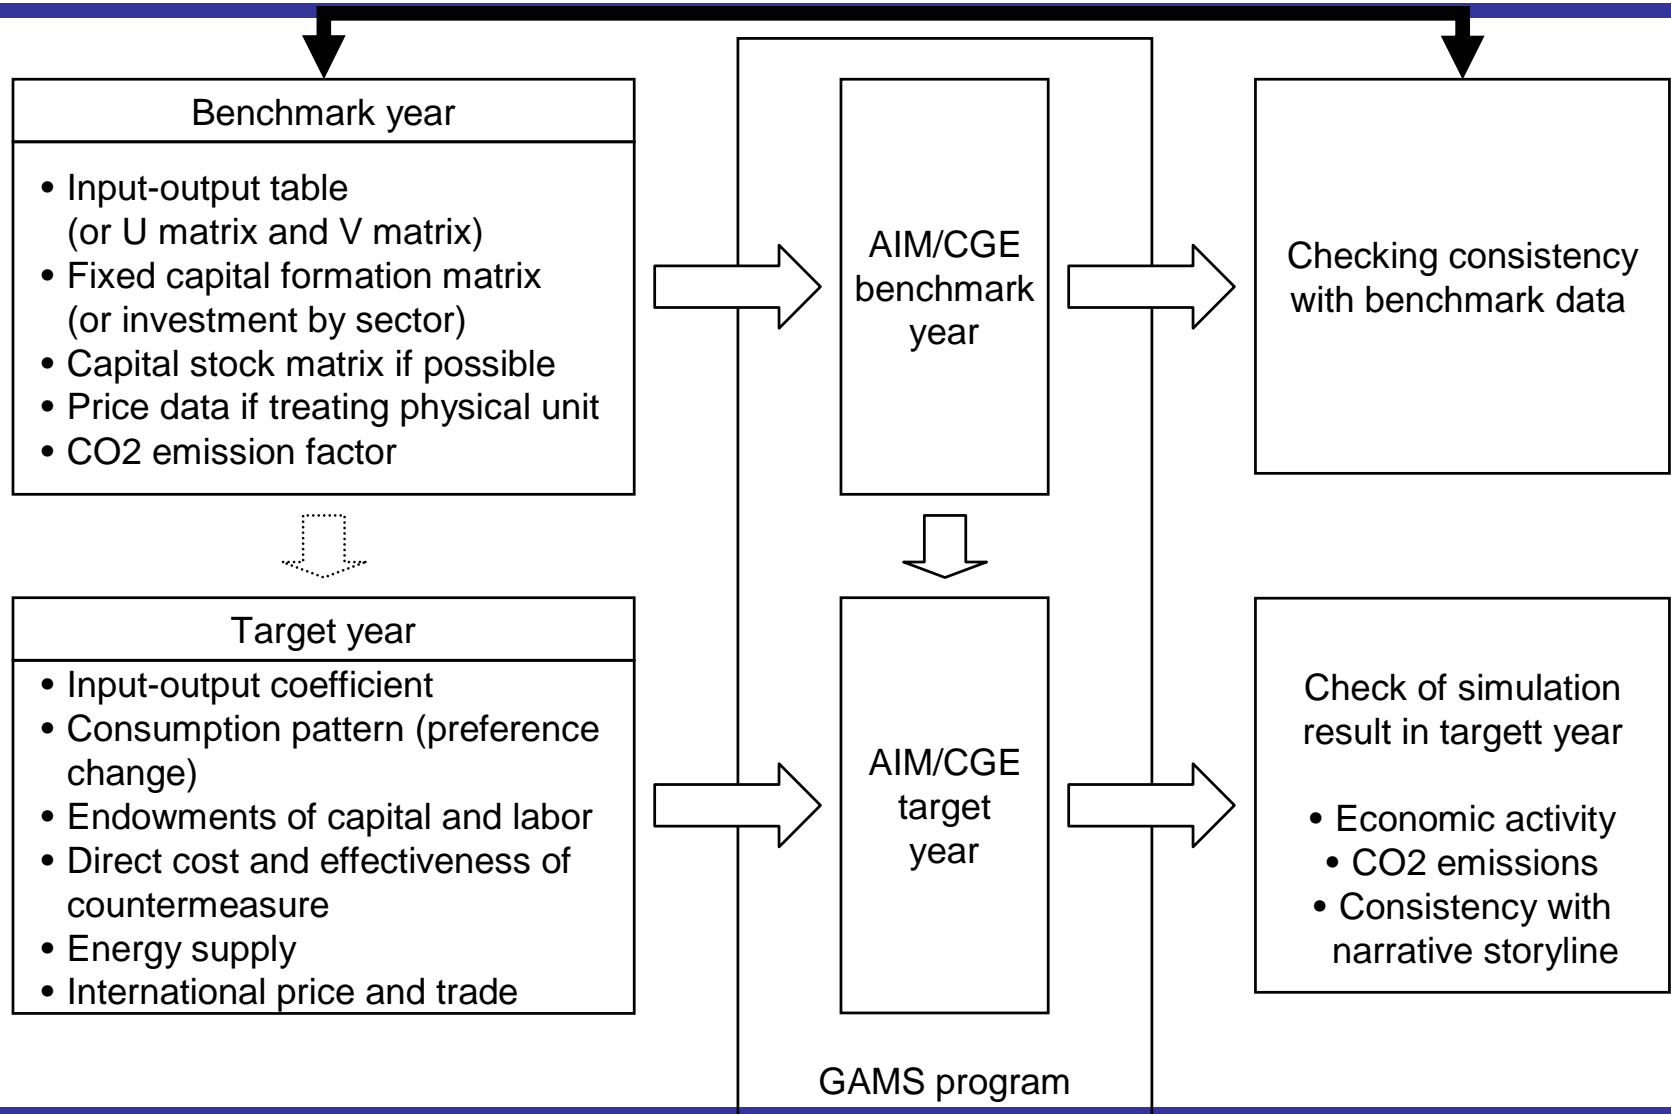 Benchmark year
• Input-output table
(or U matrix and V matrix)
• Fixed capital formation matrix
(or investment by sector)
• Capital stock matrix if possible
• Price data if treating physical unit
• CO2 emission factor
AIM/CGE
benchmark
year
Checking consistency
with benchmark data
Target year
• Input-output coefficient
• Consumption pattern (preference
change)
• Endowments of capital and labor
• Direct cost and effectiveness of
countermeasure
• Energy supply
• International price and trade
AIM/CGE
target
year
Check of simulation
result in targett year
• Economic activity
• CO2 emissions
• Consistency with
narrative storyline
GAMS program